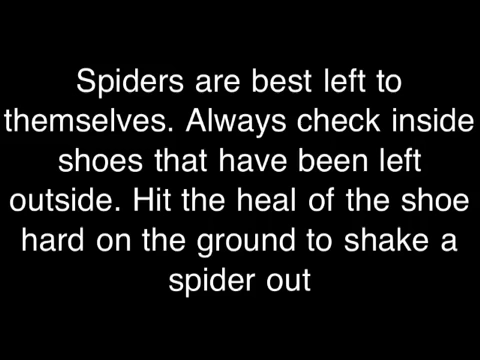 Spiders are best left to
themselves. Always check inside
shoes that have been left
outside. Hit the heal of the shoe
hard on the ground to shake a
spider out